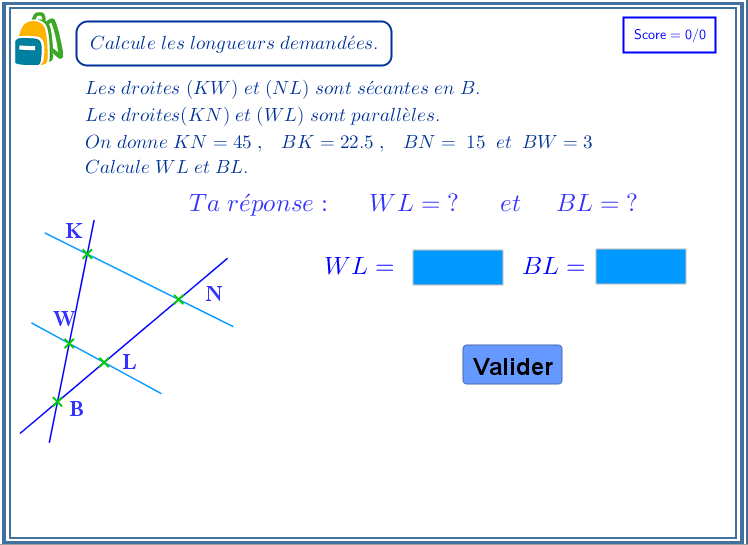 Calcule les longueurs demandées.
Score = 0/0
Les droites (KW) et (NL) sont sécantes en B.
Les droites(KN) et (WL) sont parallèles.
On donne KN = 45 , BK = 22.5 , BN = 15 et BW = 3
Calcule WL et BL.
Ta réponse : WL = ? et BL = ?
K
WL = BL =
N
W
L
Valider
B